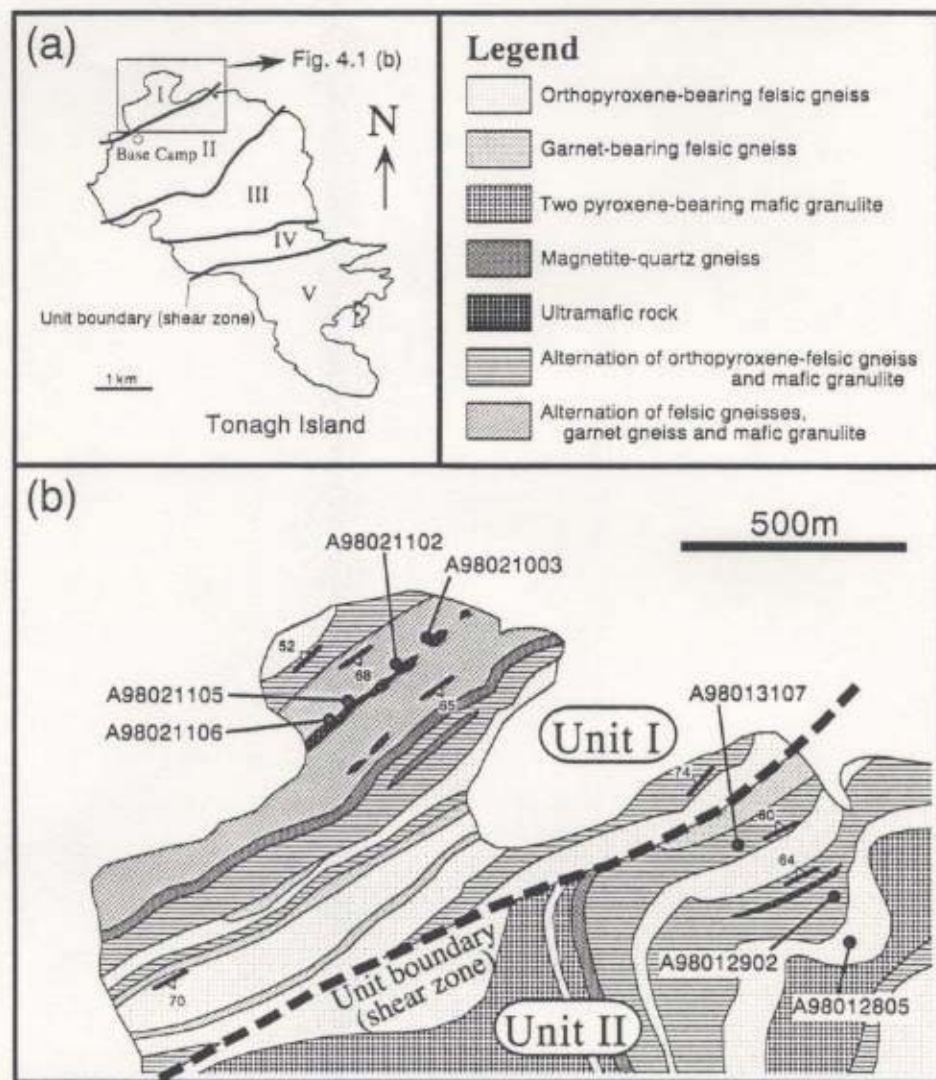 (a)
Fig. 4.1 (b)
I
Base Camp
II
III
IV
V
N
Unit boundary (shear zone)
1 km
Tonagh Island
Legend
Orthopyroxene-bearing felsic gneiss
Garnet-bearing felsic gneiss
Two pyroxene-bearing mafic granulite
Magnetite-quartz gneiss
Ultramafic rock
Alternation of orthopyroxene-felsic gneiss
and mafic granulite
Alternation of felsic gneisses,
garnet gneiss and mafic granulite
(b)
500m
A98021102
A98021003
52
68
A98021105
65
A98021106
A98013107
Unit I
74
60
64
Unit boundary
(shear zone)
A98012902
70
A98012805
Unit II